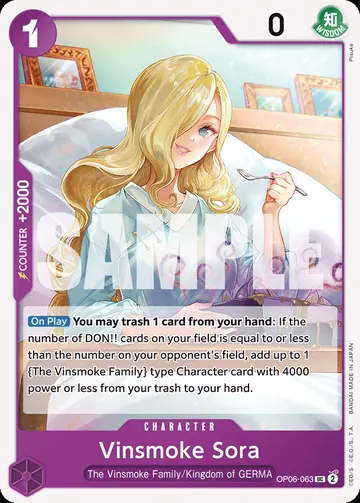 1
0
知
WISDOM
Pisuke
COUNTER +2000
SAMPLE
On Play You may trash 1 card from your hand: If the
number of DON!! cards on your field is equal to or less
than the number on your opponent's field, add up to 1
{The Vinsmoke Family} type Character card with 4000
power or less from your trash to your hand.
CHARACTER
Vinsmoke Sora
The Vinsmoke Family/Kingdom of GERMA
OP06-063 UC 2
©E.O./S., ©E.O./S., T.A. BANDAI MADE IN JAPAN